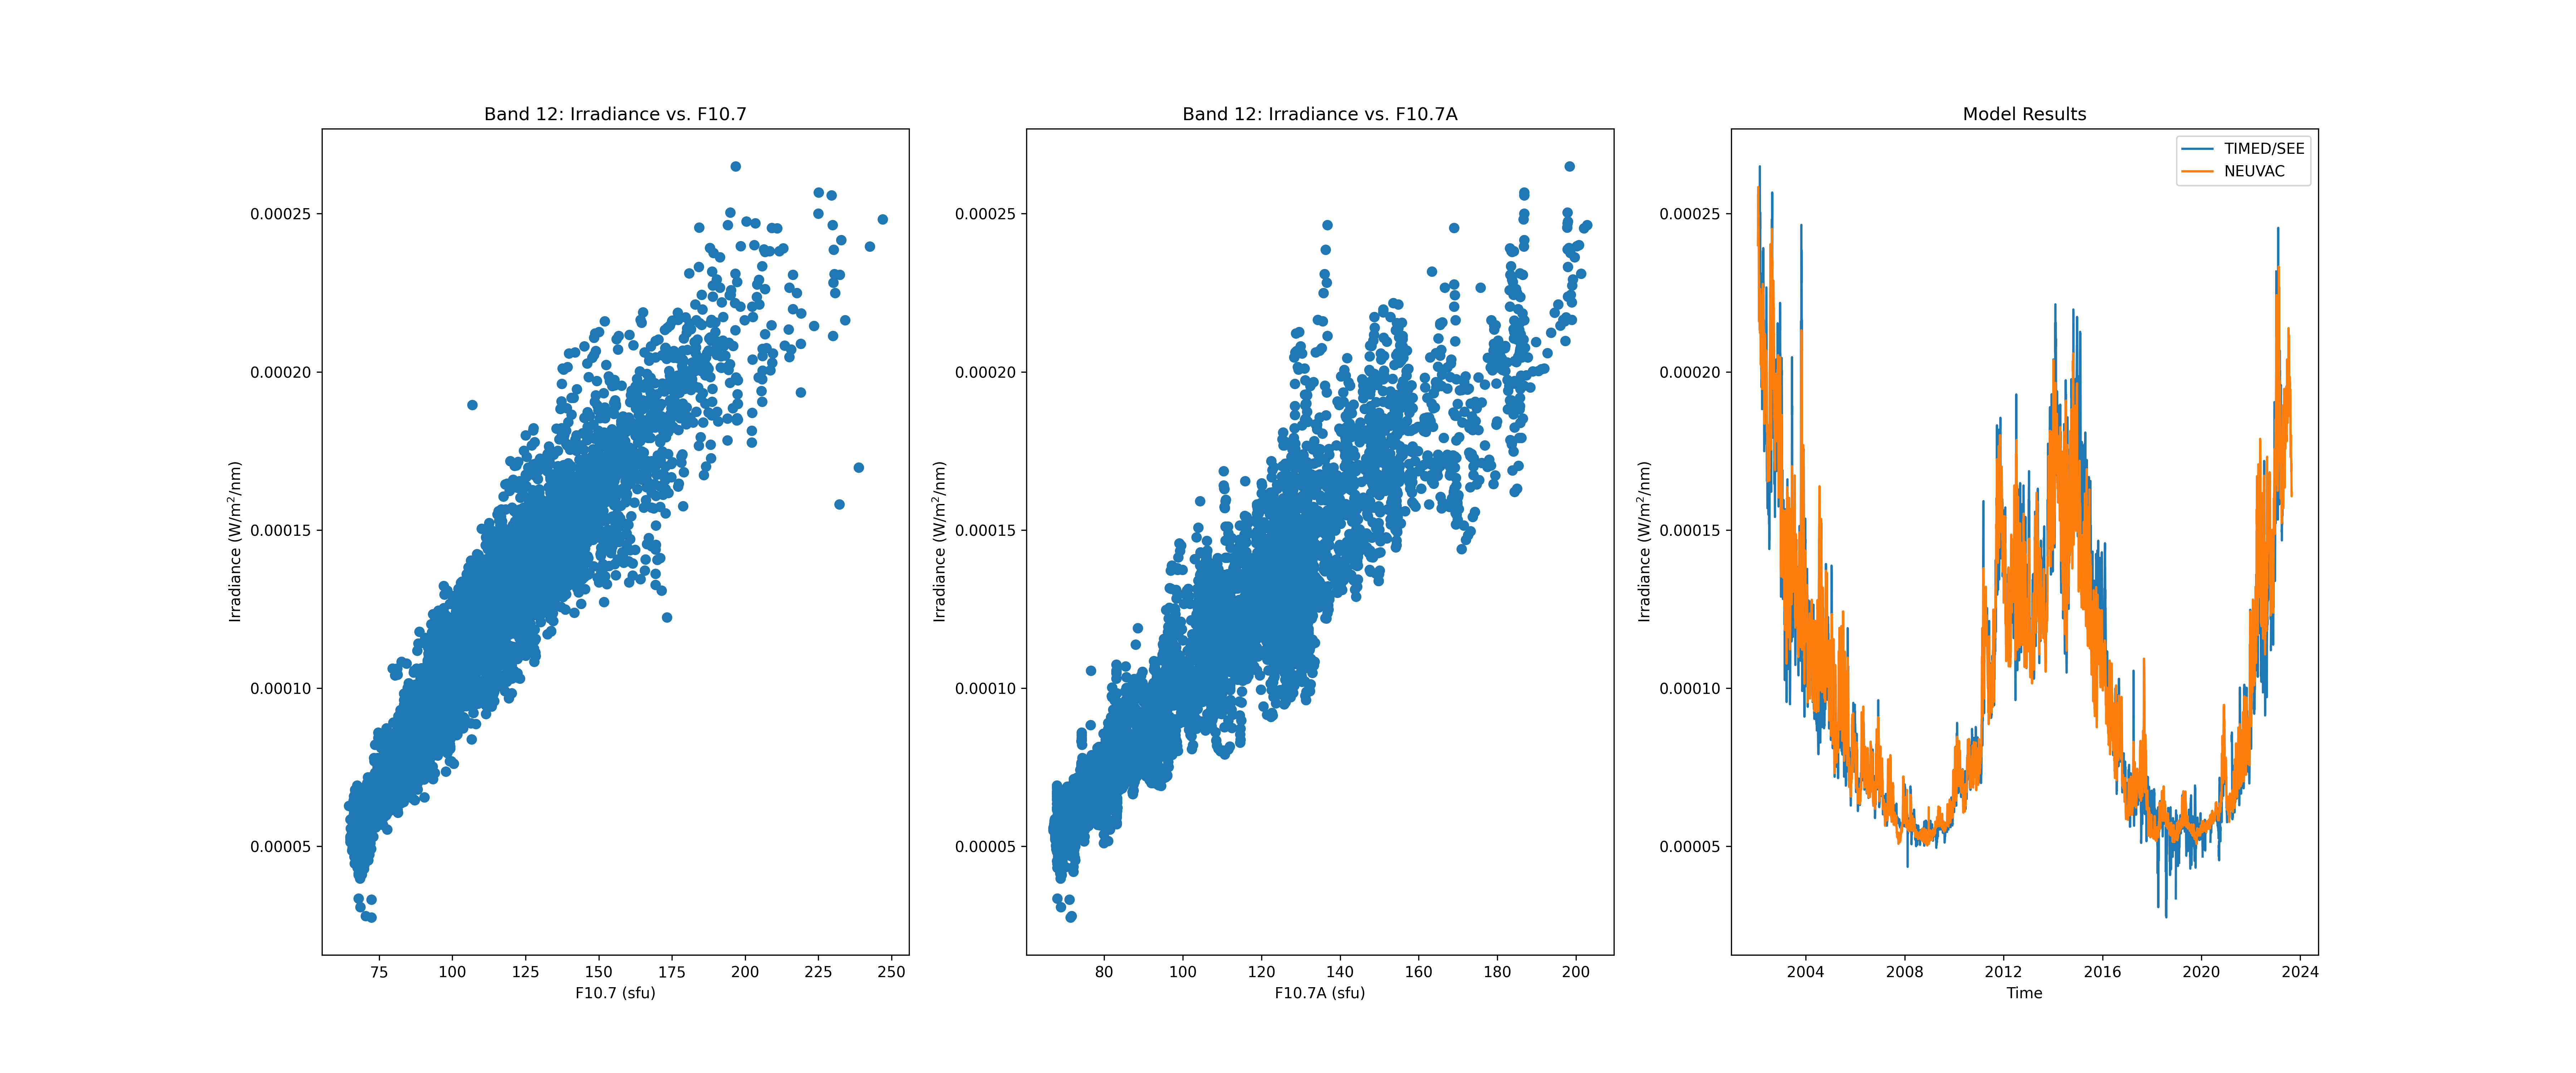 Band 12: Irradiance vs. F10.7
Irradiance (W/m²/nm)
0.00025
0.00020
0.00015
0.00010
0.00005
75 100 125 150 175 200 225 250
F10.7 (sfu)
Band 12: Irradiance vs. F10.7A
Irradiance (W/m²/nm)
0.00025
0.00020
0.00015
0.00010
0.00005
80 100 120 140 160 180 200
F10.7A (sfu)
Model Results
TIMED/SEE
NEUVAC
Irradiance (W/m²/nm)
0.00025
0.00020
0.00015
0.00010
0.00005
2004 2008 2012 2016 2020 2024
Time